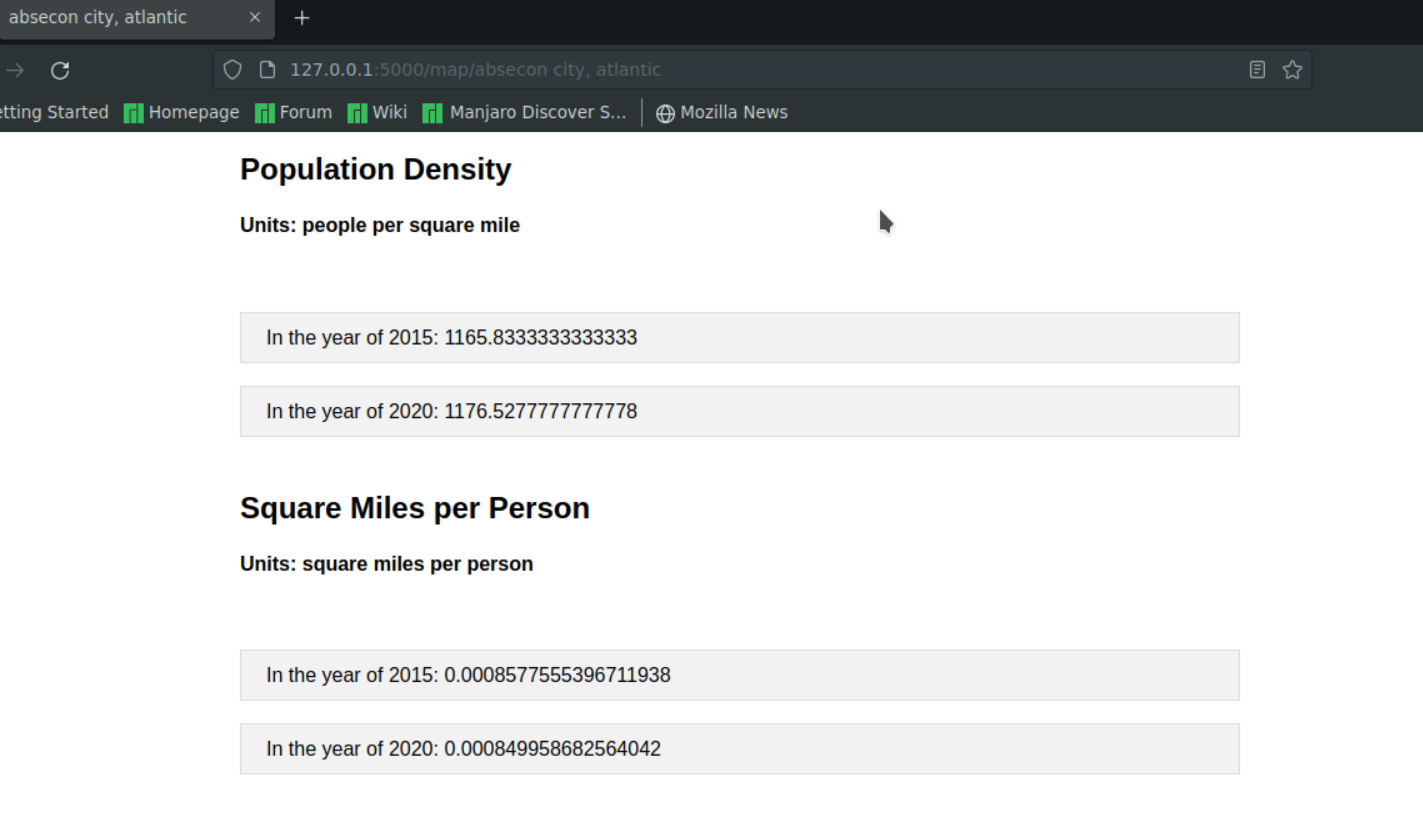 absecon city, atlantic
127.0.0.1:5000/map/absecon city, atlantic
etting Started Homepage Forum Wiki Manjaro Discover S... Mozilla News
Population Density
Units: people per square mile
In the year of 2015: 1165.8333333333333
In the year of 2020: 1176.5277777777778
Square Miles per Person
Units: square miles per person
In the year of 2015: 0.0008577555396711938
In the year of 2020: 0.000849958682564042